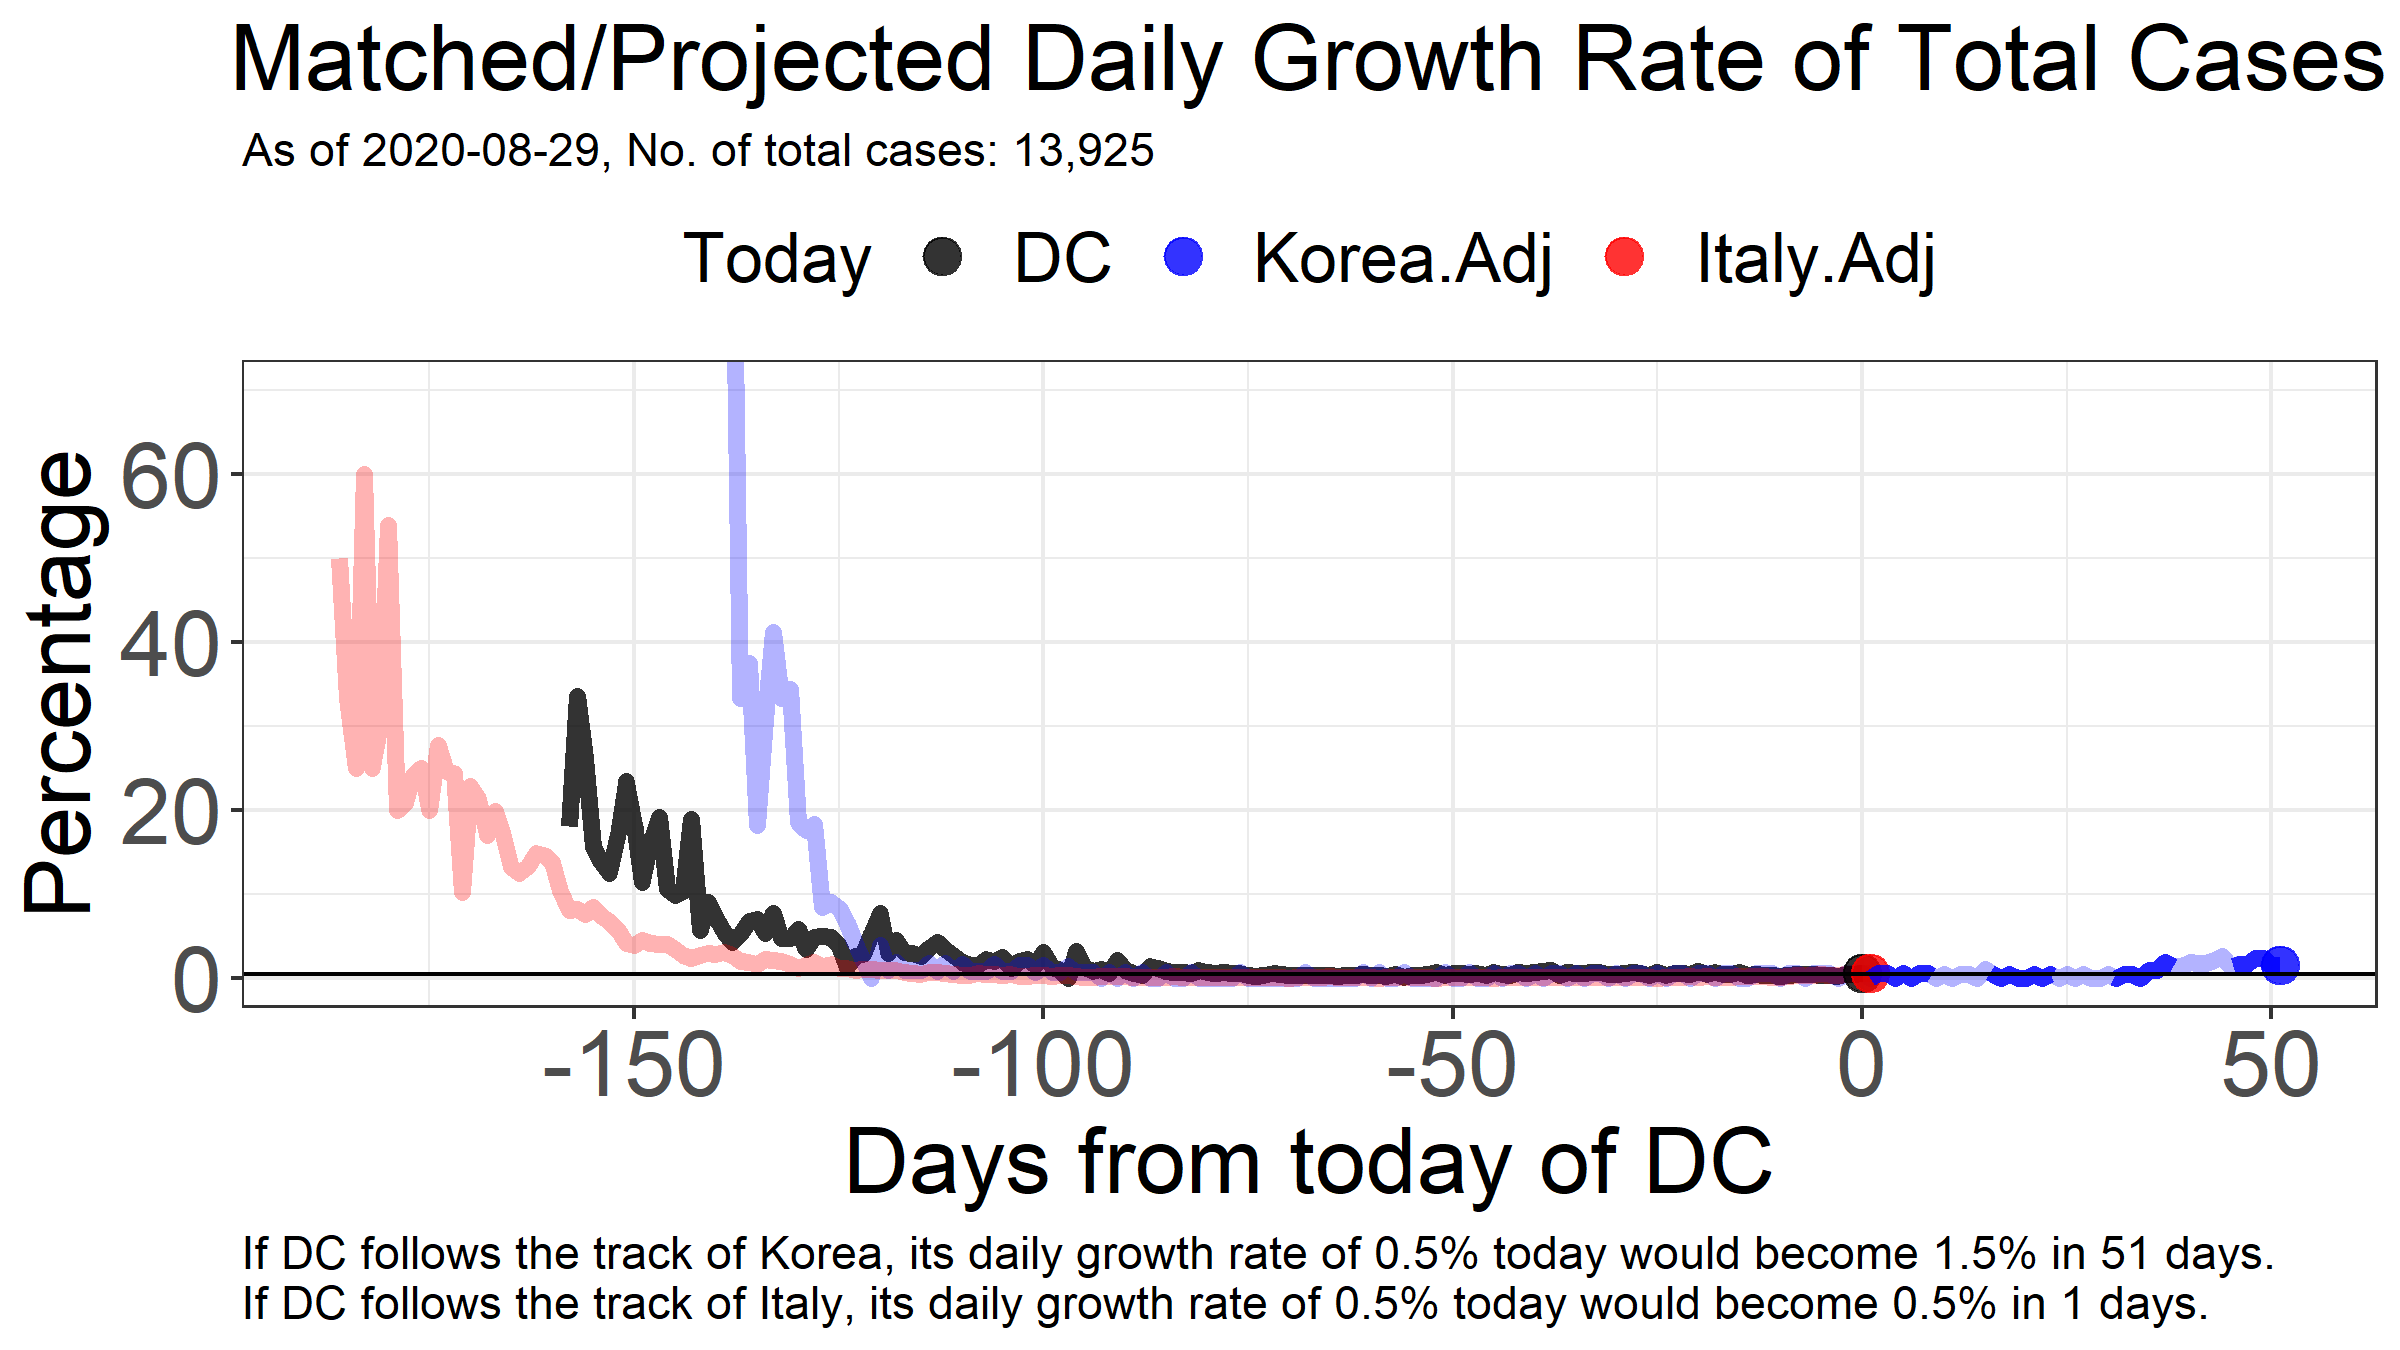 Matched/Projected Daily Growth Rate of Total Cases
As of 2020-08-29, No. of total cases: 13,925
Today DC Korea.Adj Italy.Adj
Percentage
60
40
20
0
-150 -100 -50 0 50
Days from today of DC
If DC follows the track of Korea, its daily growth rate of 0.5% today would become 1.5% in 51 days.
If DC follows the track of Italy, its daily growth rate of 0.5% today would become 0.5% in 1 days.